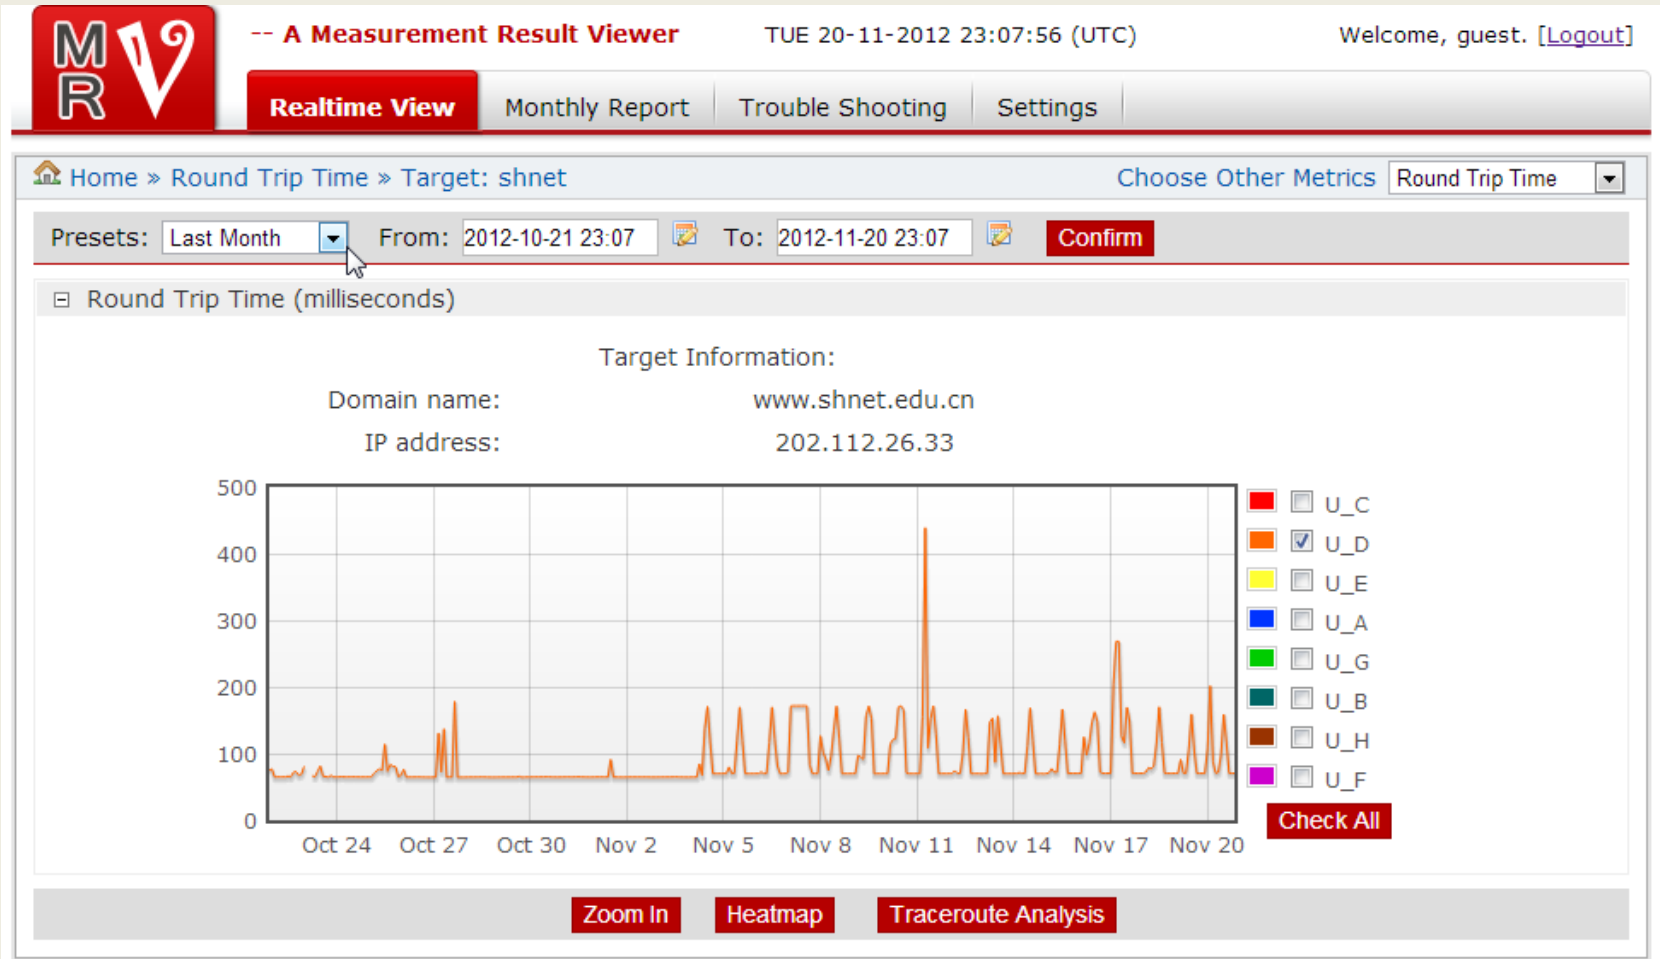 MRV
-- A Measurement Result Viewer TUE 20-11-2012 23:07:56 (UTC) Welcome, guest. [Logout]
Realtime View Monthly Report Trouble Shooting Settings
Home » Round Trip Time » Target: shnet Choose Other Metrics Round Trip Time
Presets: Last Month From: 2012-10-21 23:07 To: 2012-11-20 23:07 Confirm
Round Trip Time (milliseconds)
Target Information:
Domain name: www.shnet.edu.cn
IP address: 202.112.26.33
500
400
300
200
100
0
Oct 24 Oct 27 Oct 30 Nov 2 Nov 5 Nov 8 Nov 11 Nov 14 Nov 17 Nov 20
U_C
U_D
U_E
U_A
U_G
U_B
U_H
U_F
Check All
Zoom In Heatmap Traceroute Analysis